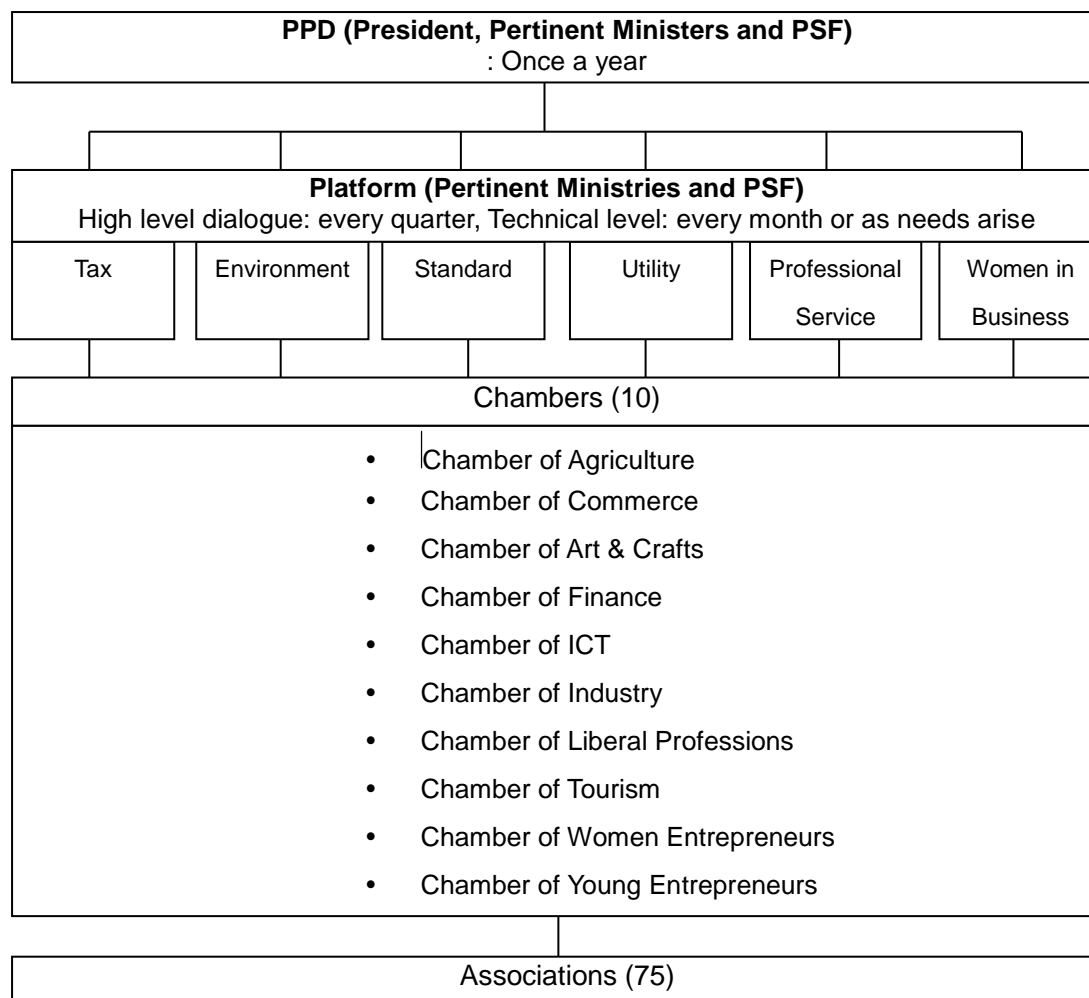 PPD (President, Pertinent Ministers and PSF)
: Once a year
Platform (Pertinent Ministries and PSF)
High level dialogue: every quarter, Technical level: every month or as needs arise
Tax
Environment
Standard
Utility
Professional
Service
Women in
Business
Chambers (10)
• Chamber of Agriculture
• Chamber of Commerce
• Chamber of Art & Crafts
• Chamber of Finance
• Chamber of ICT
• Chamber of Industry
• Chamber of Liberal Professions
• Chamber of Tourism
• Chamber of Women Entrepreneurs
• Chamber of Young Entrepreneurs
Associations (75)